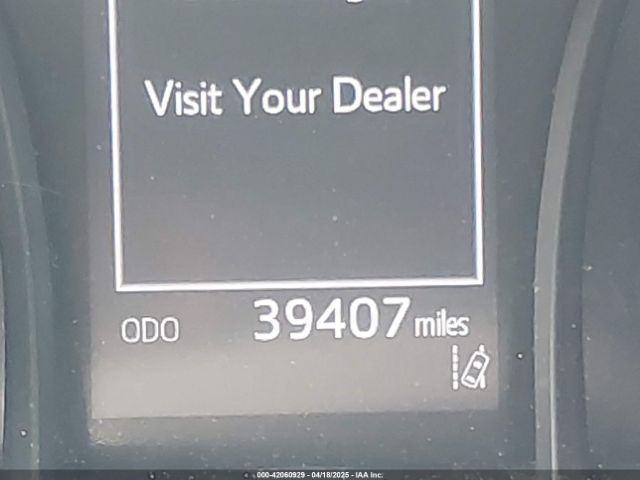 Visit Your Dealer
ODO 39407 miles
000-42060929 - 04/18/2025 - IAA Inc.